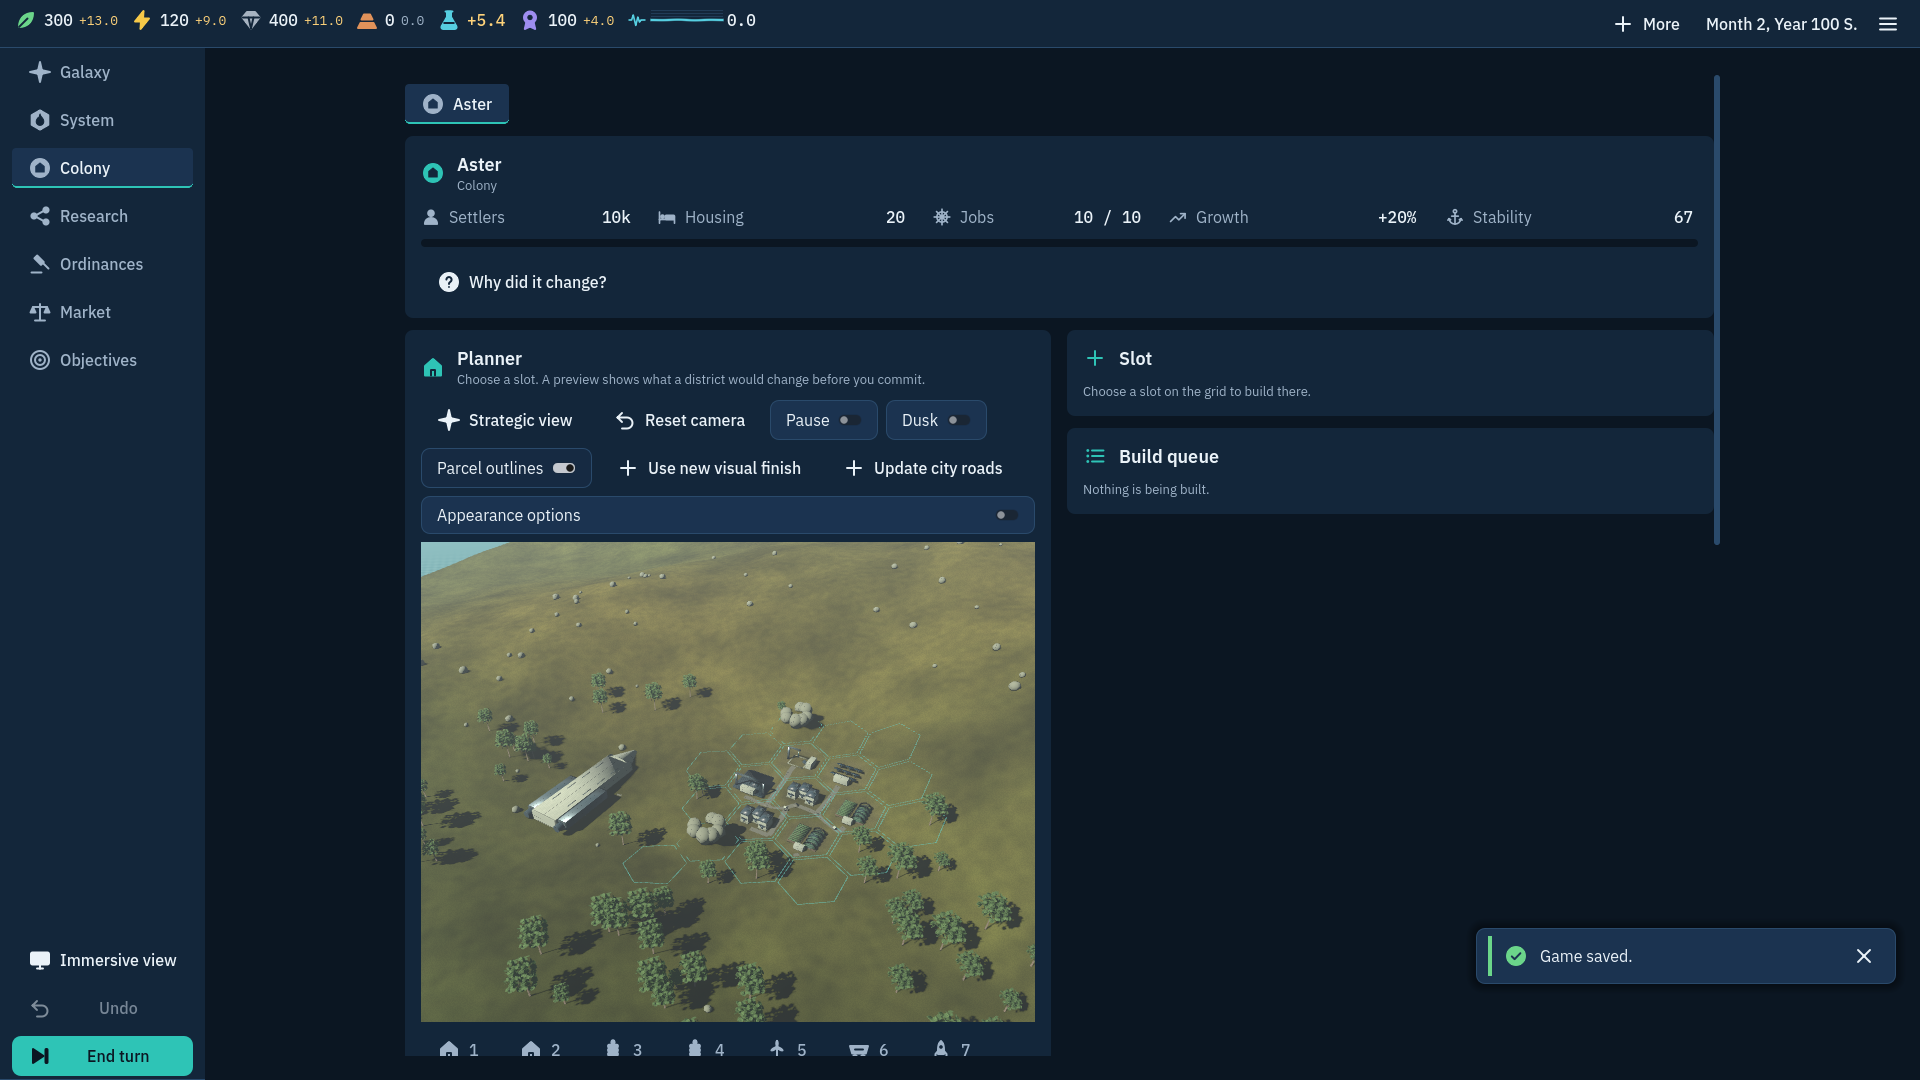 300 +13.0 120 +9.0 400 +11.0 0 0.0 +5.4 100 +4.0 0.0 More Month 2, Year 100 S.
Galaxy
System
Colony
Research
Ordinances
Market
Objectives
Immersive view
Undo
End turn
Aster
Aster
Colony
Settlers 10k Housing 20 Jobs 10 / 10 Growth +20% Stability 67
Why did it change?
Planner
Choose a slot. A preview shows what a district would change before you commit.
Strategic view Reset camera Pause Dusk
Parcel outlines Use new visual finish Update city roads
Appearance options
1 2 3 4 5 6 7
Slot
Choose a slot on the grid to build there.
Build queue
Nothing is being built.
Game saved.